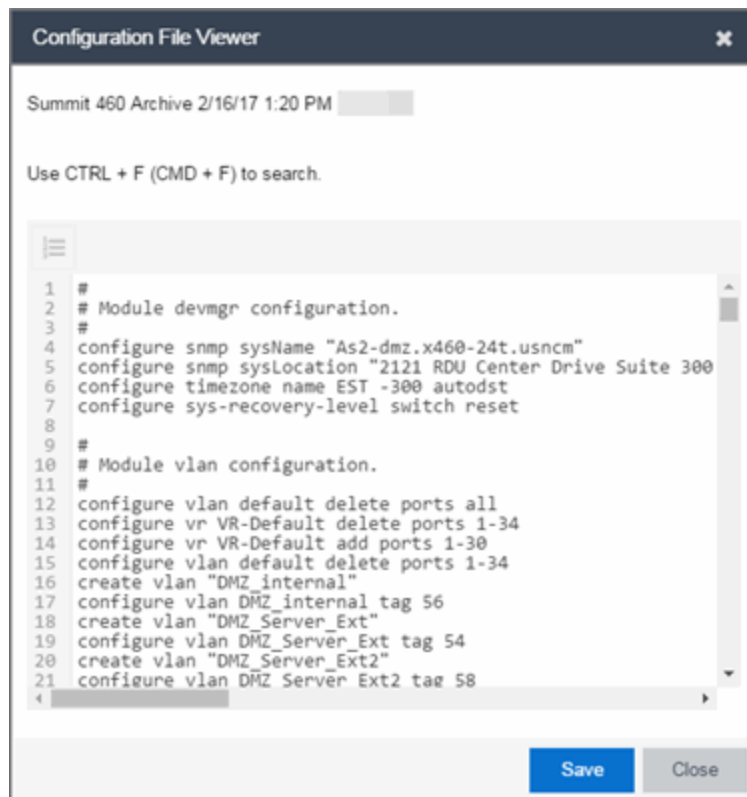 Configuration File Viewer
Summit 460 Archive 2/16/17 1:20 PM
Use CTRL + F (CMD + F) to search.
1 #
2 # Module devmgr configuration.
3 #
4 configure snmp sysName "As2-dmz.x460-24t.usncm"
5 configure snmp sysLocation "2121 RDU Center Drive Suite 300
6 configure timezone name EST -300 autodst
7 configure sys-recovery-level switch reset
8
9 #
10 # Module vlan configuration.
11 #
12 configure vlan default delete ports all
13 configure vr VR-Default delete ports 1-34
14 configure vr VR-Default add ports 1-30
15 configure vlan default delete ports 1-34
16 create vlan "DMZ_internal"
17 configure vlan DMZ_internal tag 56
18 create vlan "DMZ_Server_Ext"
19 configure vlan DMZ_Server_Ext tag 54
20 create vlan "DMZ_Server_Ext2"
21 configure vlan DMZ_Server_Ext2 tag 58
Save
Close